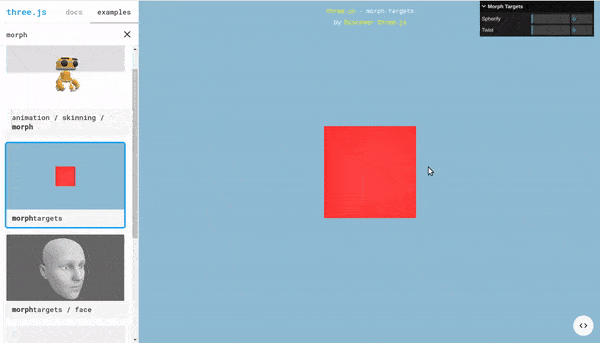 three.js docs examples
morph
animation / skinning / morph
morphtargets
morphtargets / face
three.js - morph targets
by Discover three.js
Morph Targets
Spherify 0
Twist 0